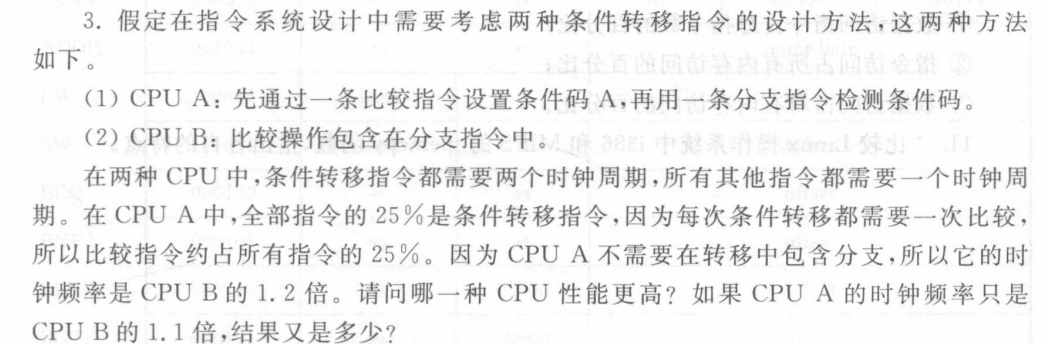 3. 假定在指令系统设计中需要考虑两种条件转移指令的设计方法,这两种方法
如下。
(1) CPU A：先通过一条比较指令设置条件码 A,再用一条分支指令检测条件码。
(2) CPU B：比较操作包含在分支指令中。
在两种 CPU 中,条件转移指令都需要两个时钟周期,所有其他指令都需要一个时钟周
期。在 CPU A 中,全部指令的 25%是条件转移指令,因为每次条件转移都需要一次比较,
所以比较指令约占所有指令的 25%。因为 CPU A 不需要在转移中包含分支,所以它的时
钟频率是 CPU B 的 1.2 倍。请问哪一种 CPU 性能更高? 如果 CPU A 的时钟频率只是
CPU B 的 1.1 倍,结果又是多少?